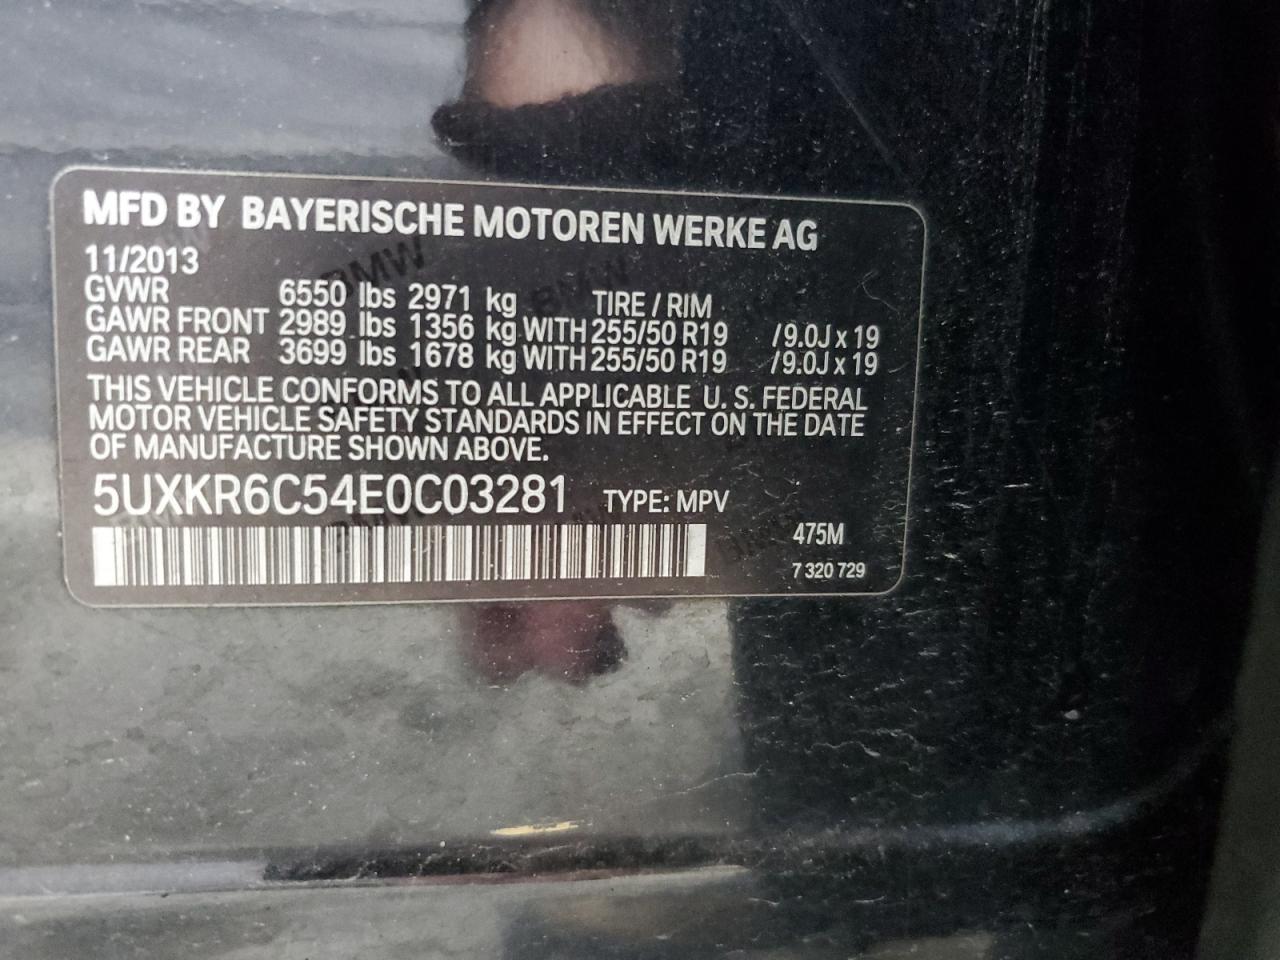 MFD BY BAYERISCHE MOTOREN WERKE AG
11/2013
GVWR 6550 lbs 2971 kg TIRE / RIM
GAWR FRONT 2989 lbs 1356 kg WITH 255/50 R19 / 9.0J x 19
GAWR REAR 3699 lbs 1678 kg WITH 255/50 R19 / 9.0J x 19
THIS VEHICLE CONFORMS TO ALL APPLICABLE U. S. FEDERAL
MOTOR VEHICLE SAFETY STANDARDS IN EFFECT ON THE DATE
OF MANUFACTURE SHOWN ABOVE.
5UXKR6C54E0C03281 TYPE: MPV
475M
7 320 729